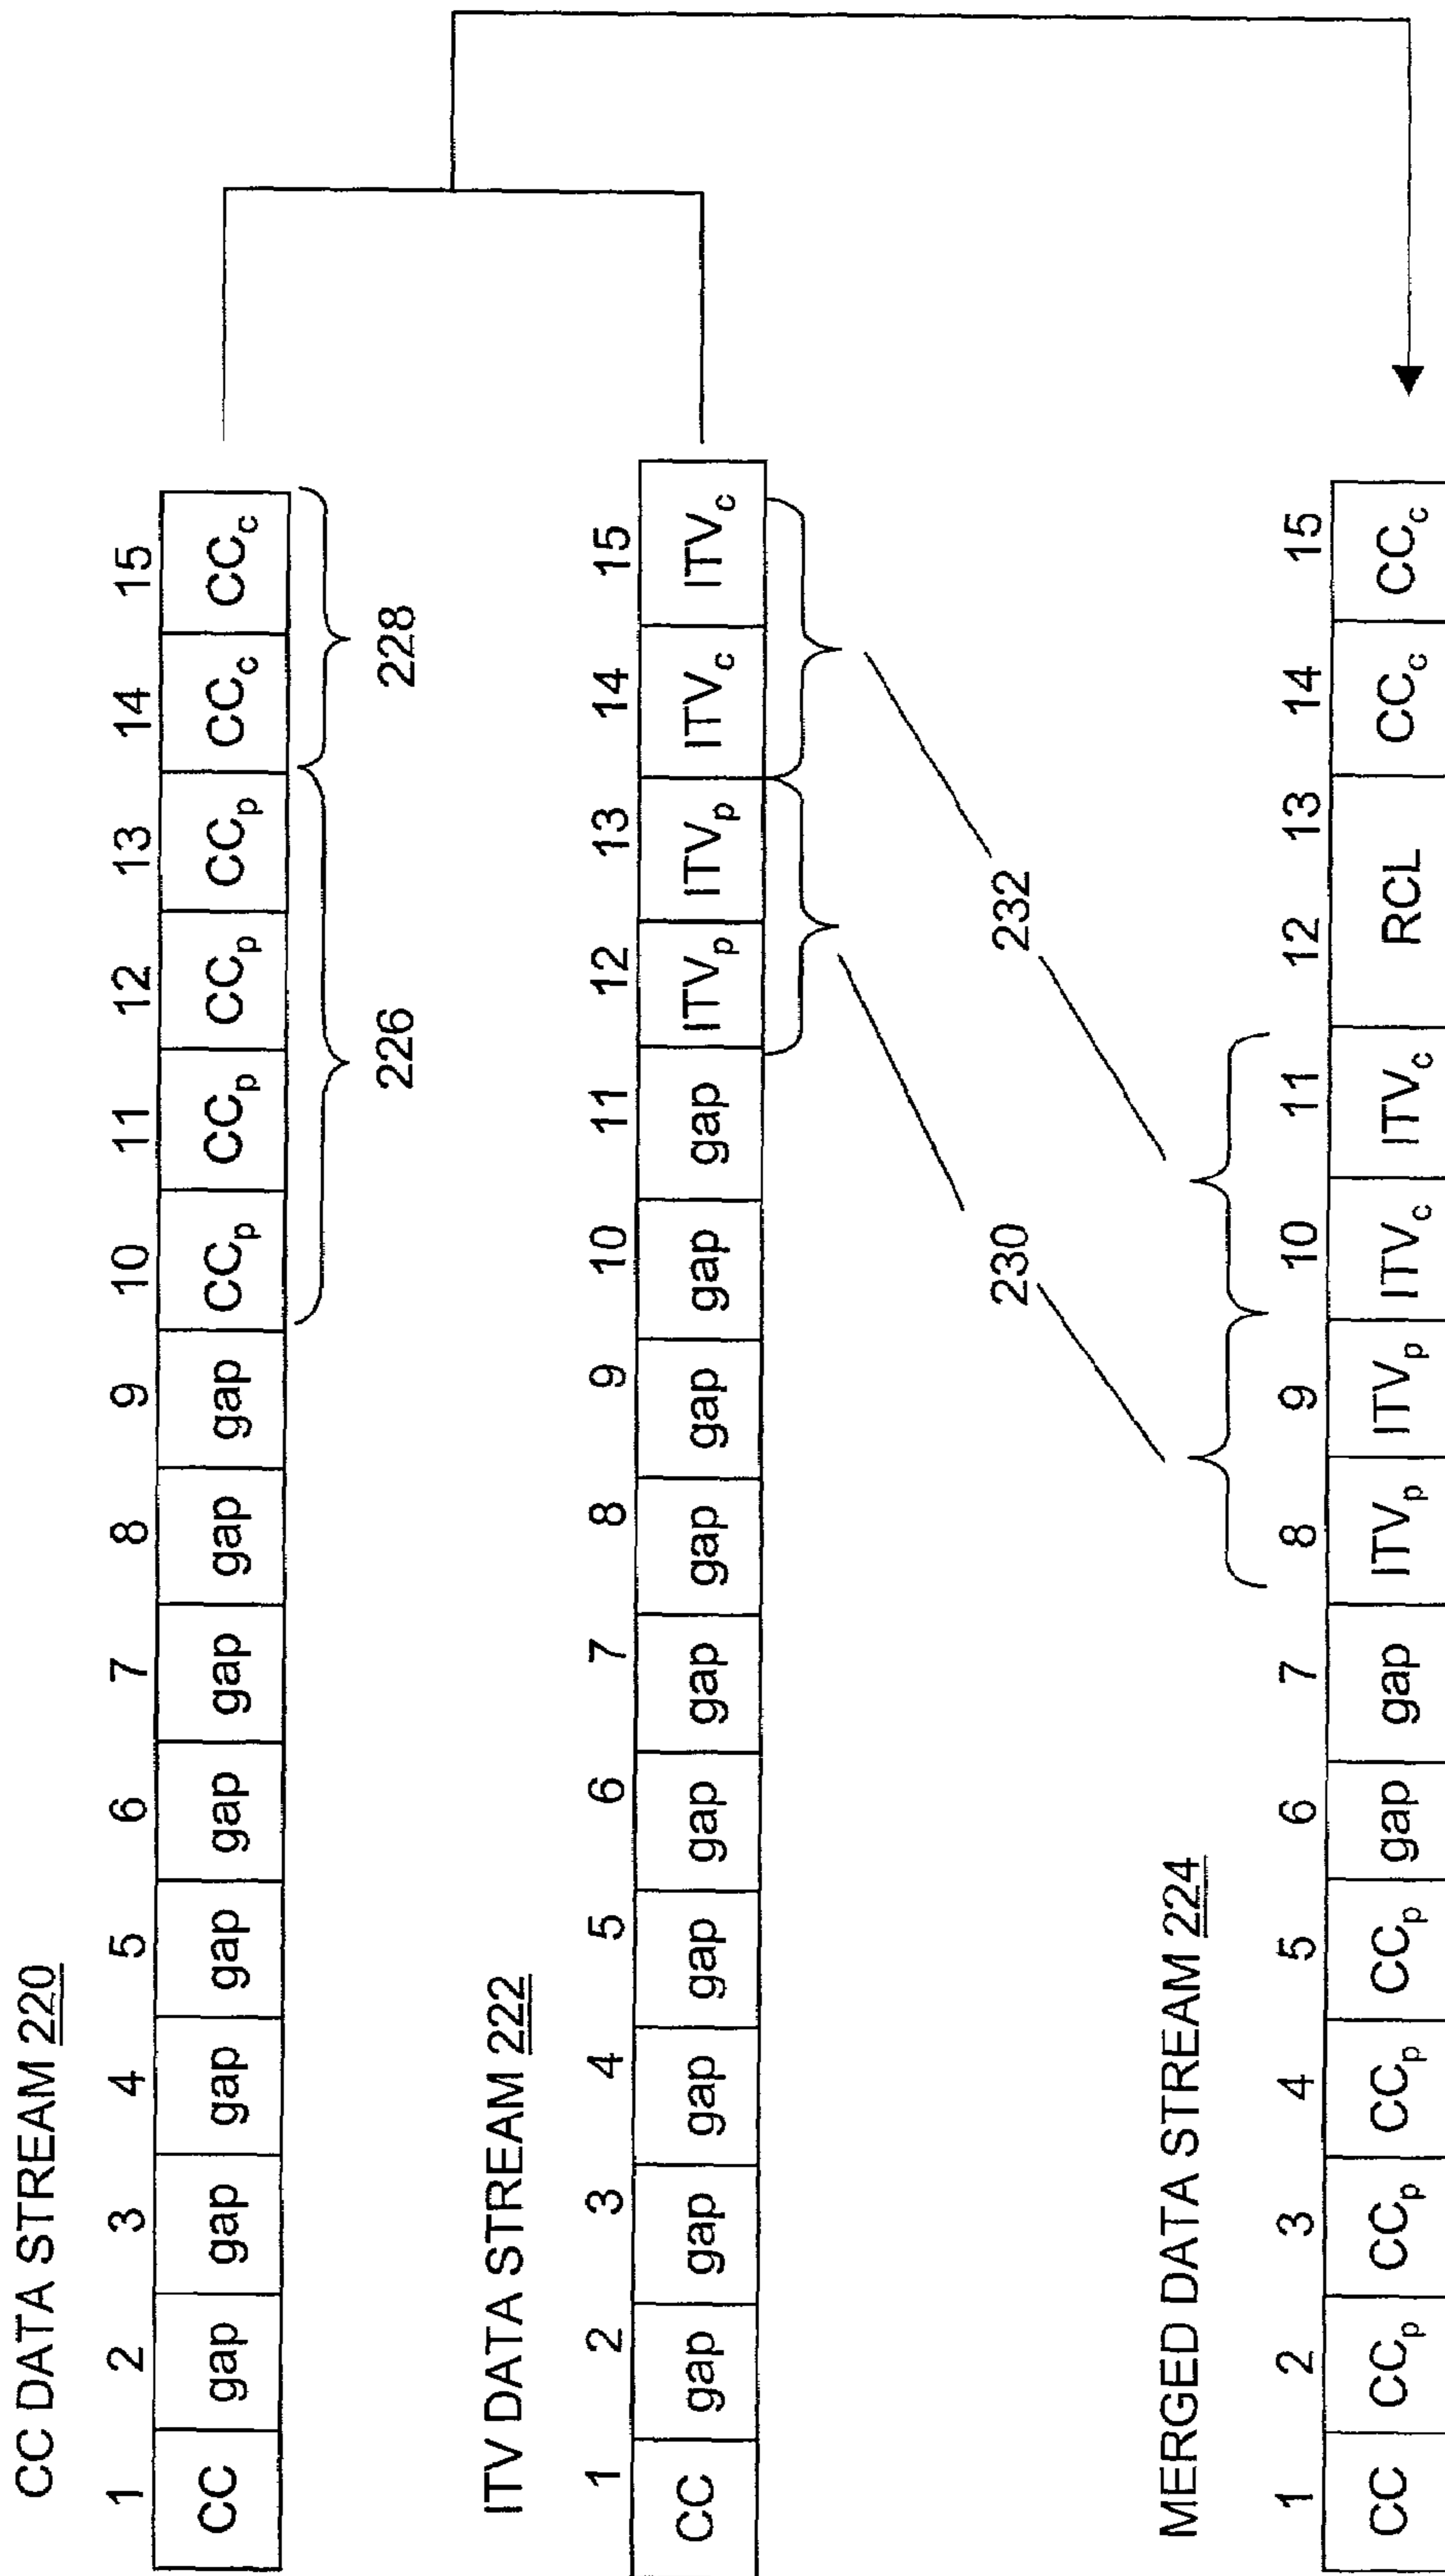 CC DATA STREAM 220
1 2 3 4 5 6 7 8 9 10 11 12 13 14 15
CC gap gap gap gap gap gap gap gap CCp CCp CCp CCp CCc CCc
226 228
ITV DATA STREAM 222
1 2 3 4 5 6 7 8 9 10 11 12 13 14 15
CC gap gap gap gap gap gap gap gap gap gap ITVp ITVp ITVc ITVc
230 232
MERGED DATA STREAM 224
1 2 3 4 5 6 7 8 9 10 11 12 13 14 15
CC CCp CCp CCp CCp gap gap ITVp ITVp ITVc ITVc RCL CCc CCc